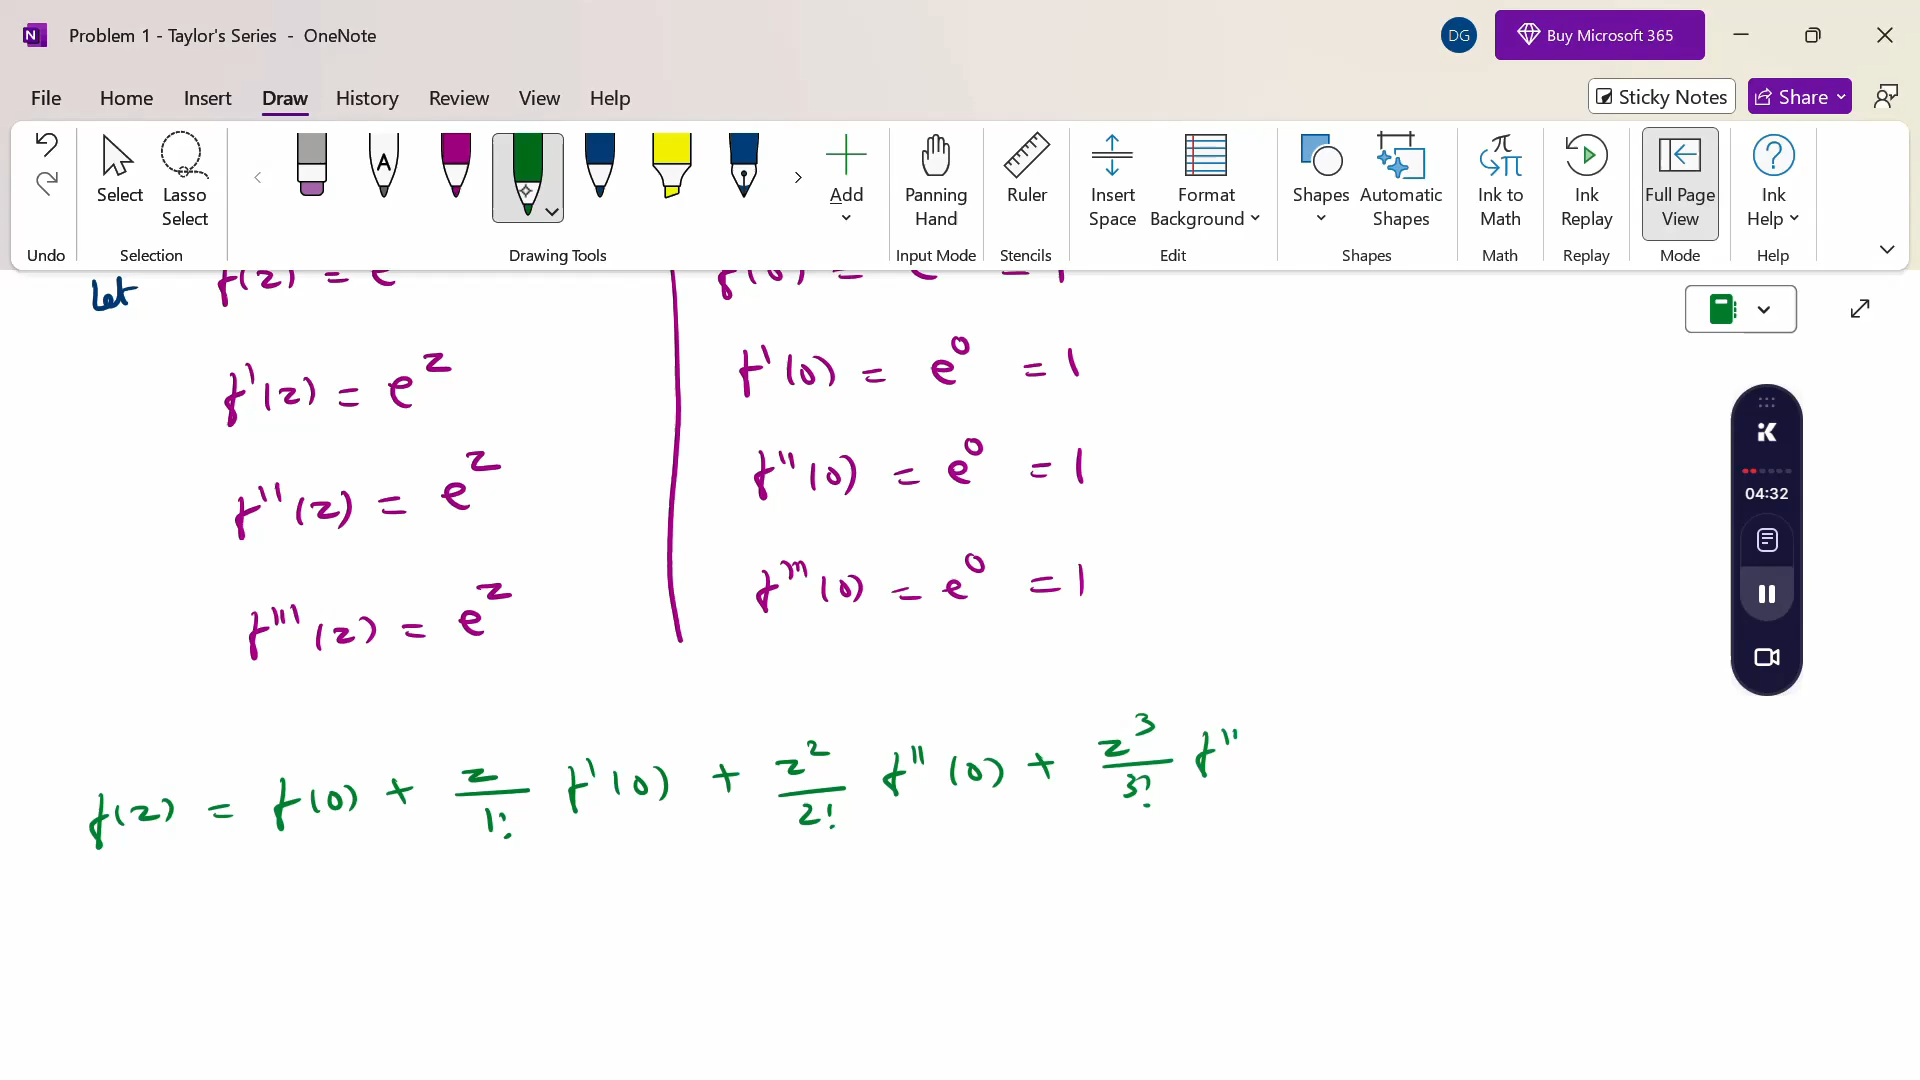 Problem 1 - Taylor's Series - OneNote
DG
Buy Microsoft 365
File Home Insert Draw History Review View Help
Sticky Notes
Share
Select
Lasso Select
Add
Panning Hand
Ruler
Insert Space
Format Background
Shapes
Automatic Shapes
Ink to Math
Ink Replay
Full Page View
Ink Help
Undo Selection Drawing Tools Input Mode Stencils Edit Shapes Math Replay Mode Help
Let f(z) = e f(0) = e = 1
f'(z) = e^z f'(0) = e^0 = 1
f''(z) = e^z f''(0) = e^0 = 1
f'''(z) = e^z f'''(0) = e^0 = 1
f(z) = f(0) + z/1! f'(0) + z^2/2! f''(0) + z^3/3! f''
04:32